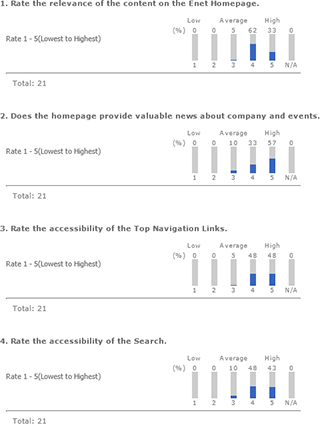 1. Rate the relevance of the content on the Enet Homepage.
Low Average High
(%) 0 0 5 62 33 0
Rate 1 - 5(Lowest to Highest)
1 2 3 4 5 N/A
Total: 21
2. Does the homepage provide valuable news about company and events.
Low Average High
(%) 0 0 10 33 57 0
Rate 1 - 5(Lowest to Highest)
1 2 3 4 5 N/A
Total: 21
3. Rate the accessibility of the Top Navigation Links.
Low Average High
(%) 0 0 5 48 48 0
Rate 1 - 5(Lowest to Highest)
1 2 3 4 5 N/A
Total: 21
4. Rate the accessibility of the Search.
Low Average High
(%) 0 0 10 48 43 0
Rate 1 - 5(Lowest to Highest)
1 2 3 4 5 N/A
Total: 21